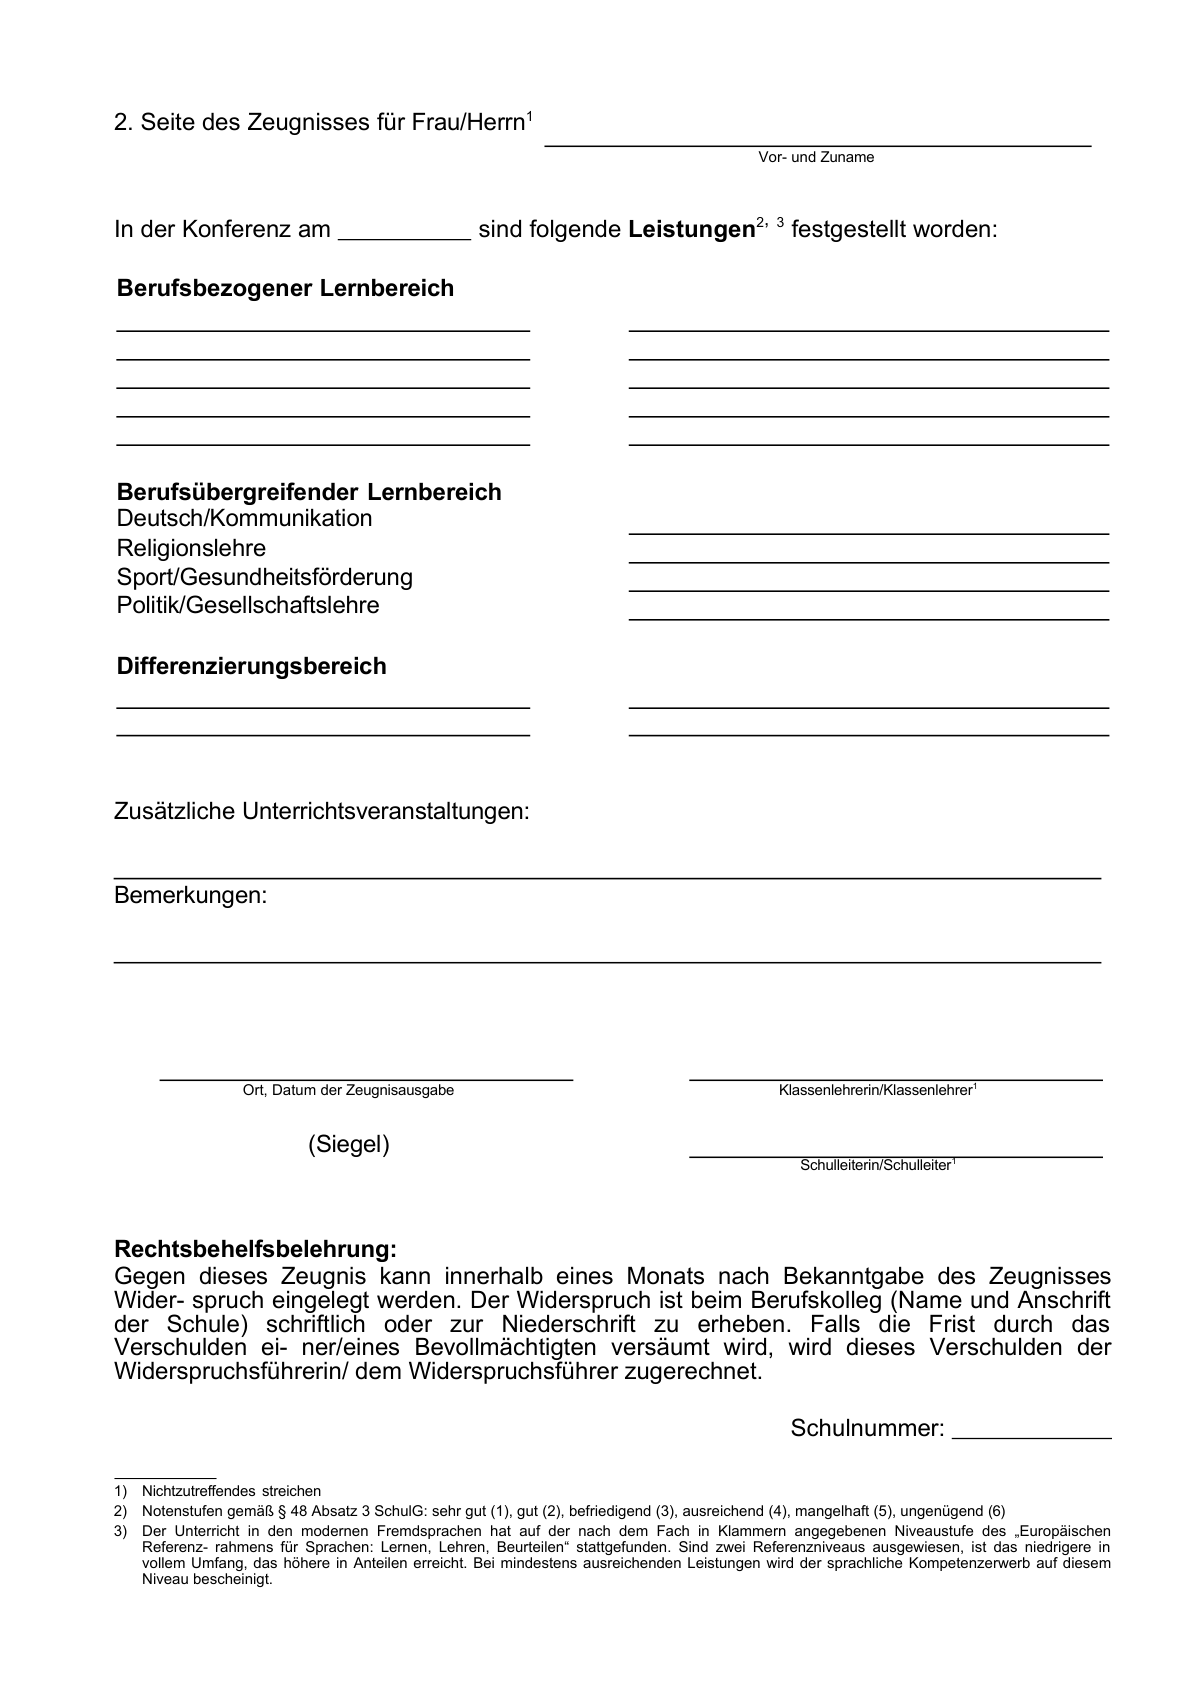 2. Seite des Zeugnisses für Frau/Herrn1
Vor- und Zuname
In der Konferenz am __________ sind folgende Leistungen2, 3 festgestellt worden:
Berufsbezogener Lernbereich
Berufsübergreifender Lernbereich
Deutsch/Kommunikation
Religionslehre
Sport/Gesundheitsförderung
Politik/Gesellschaftslehre
Differenzierungsbereich
Zusätzliche Unterrichtsveranstaltungen:
Bemerkungen:
Ort, Datum der Zeugnisausgabe
Klassenlehrerin/Klassenlehrer1
(Siegel)
Schulleiterin/Schulleiter1
Rechtsbehelfsbelehrung:
Gegen dieses Zeugnis kann innerhalb eines Monats nach Bekanntgabe des Zeugnisses
Wider- spruch eingelegt werden. Der Widerspruch ist beim Berufskolleg (Name und Anschrift
der Schule) schriftlich oder zur Niederschrift zu erheben. Falls die Frist durch das
Verschulden ei- ner/eines Bevollmächtigten versäumt wird, wird dieses Verschulden der
Widerspruchsführerin/ dem Widerspruchsführer zugerechnet.
Schulnummer: ____________
1) Nichtzutreffendes streichen
2) Notenstufen gemäß § 48 Absatz 3 SchulG: sehr gut (1), gut (2), befriedigend (3), ausreichend (4), mangelhaft (5), ungenügend (6)
3) Der Unterricht in den modernen Fremdsprachen hat auf der nach dem Fach in Klammern angegebenen Niveaustufe des „Europäischen
Referenz- rahmens für Sprachen: Lernen, Lehren, Beurteilen“ stattgefunden. Sind zwei Referenzniveaus ausgewiesen, ist das niedrigere in
vollem Umfang, das höhere in Anteilen erreicht. Bei mindestens ausreichenden Leistungen wird der sprachliche Kompetenzerwerb auf diesem
Niveau bescheinigt.